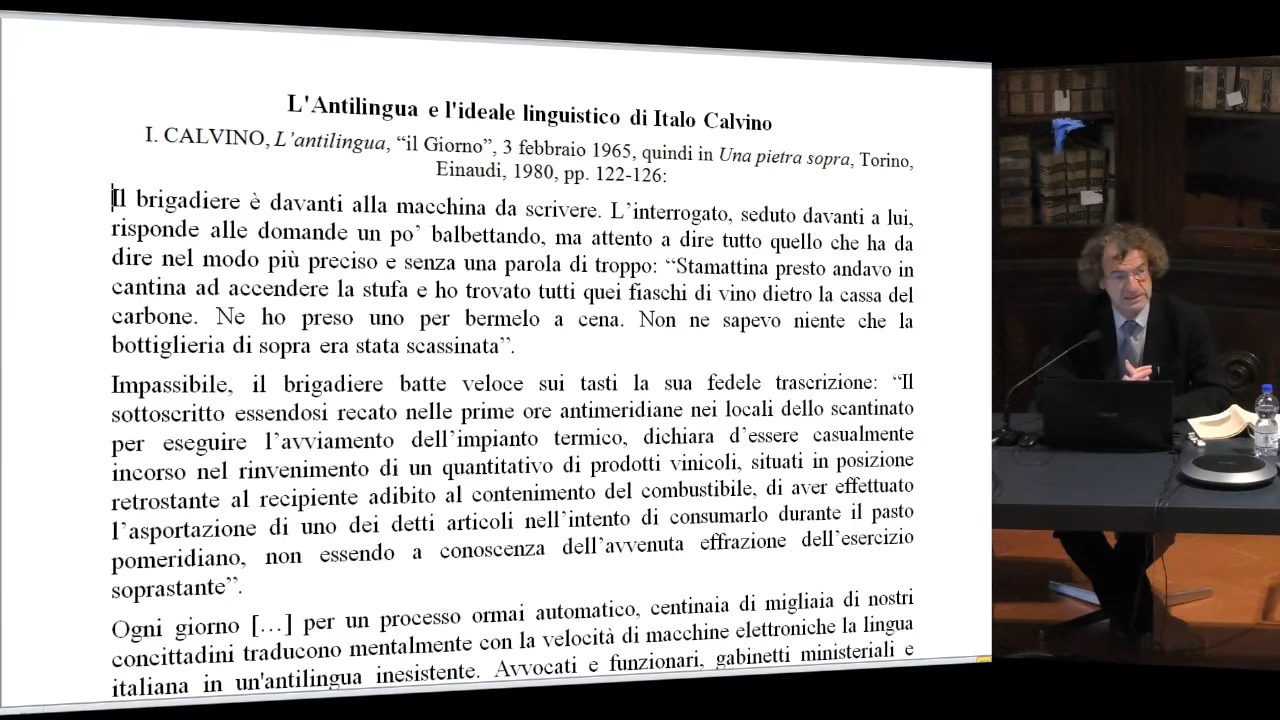 L'Antilingua e l'ideale linguistico di Italo Calvino
I. CALVINO, L’antilingua, “il Giorno”, 3 febbraio 1965, quindi in Una pietra sopra, Torino,
Einaudi, 1980, pp. 122-126:
Il brigadiere è davanti alla macchina da scrivere. L’interrogato, seduto davanti a lui,
risponde alle domande un po’ balbettando, ma attento a dire tutto quello che ha da
dire nel modo più preciso e senza una parola di troppo: “Stamattina presto andavo in
cantina ad accendere la stufa e ho trovato tutti quei fiaschi di vino dietro la cassa del
carbone. Ne ho preso uno per bermelo a cena. Non ne sapevo niente che la
bottiglieria di sopra era stata scassinata”.
Impassibile, il brigadiere batte veloce sui tasti la sua fedele trascrizione: “Il
sottoscritto essendosi recato nelle prime ore antimeridiane nei locali dello scantinato
per eseguire l’avviamento dell’impianto termico, dichiara d’essere casualmente
incorso nel rinvenimento di un quantitativo di prodotti vinicoli, situati in posizione
retrostante al recipiente adibito al contenimento del combustibile, di aver effettuato
l’asportazione di uno dei detti articoli nell’intento di consumarlo durante il pasto
pomeridiano, non essendo a conoscenza dell’avvenuta effrazione dell’esercizio
soprastante”.
Ogni giorno […] per un processo ormai automatico, centinaia di migliaia di nostri
concittadini traducono mentalmente con la velocità di macchine elettroniche la lingua
italiana in un'antilingua inesistente. Avvocati e funzionari, gabinetti ministeriali e